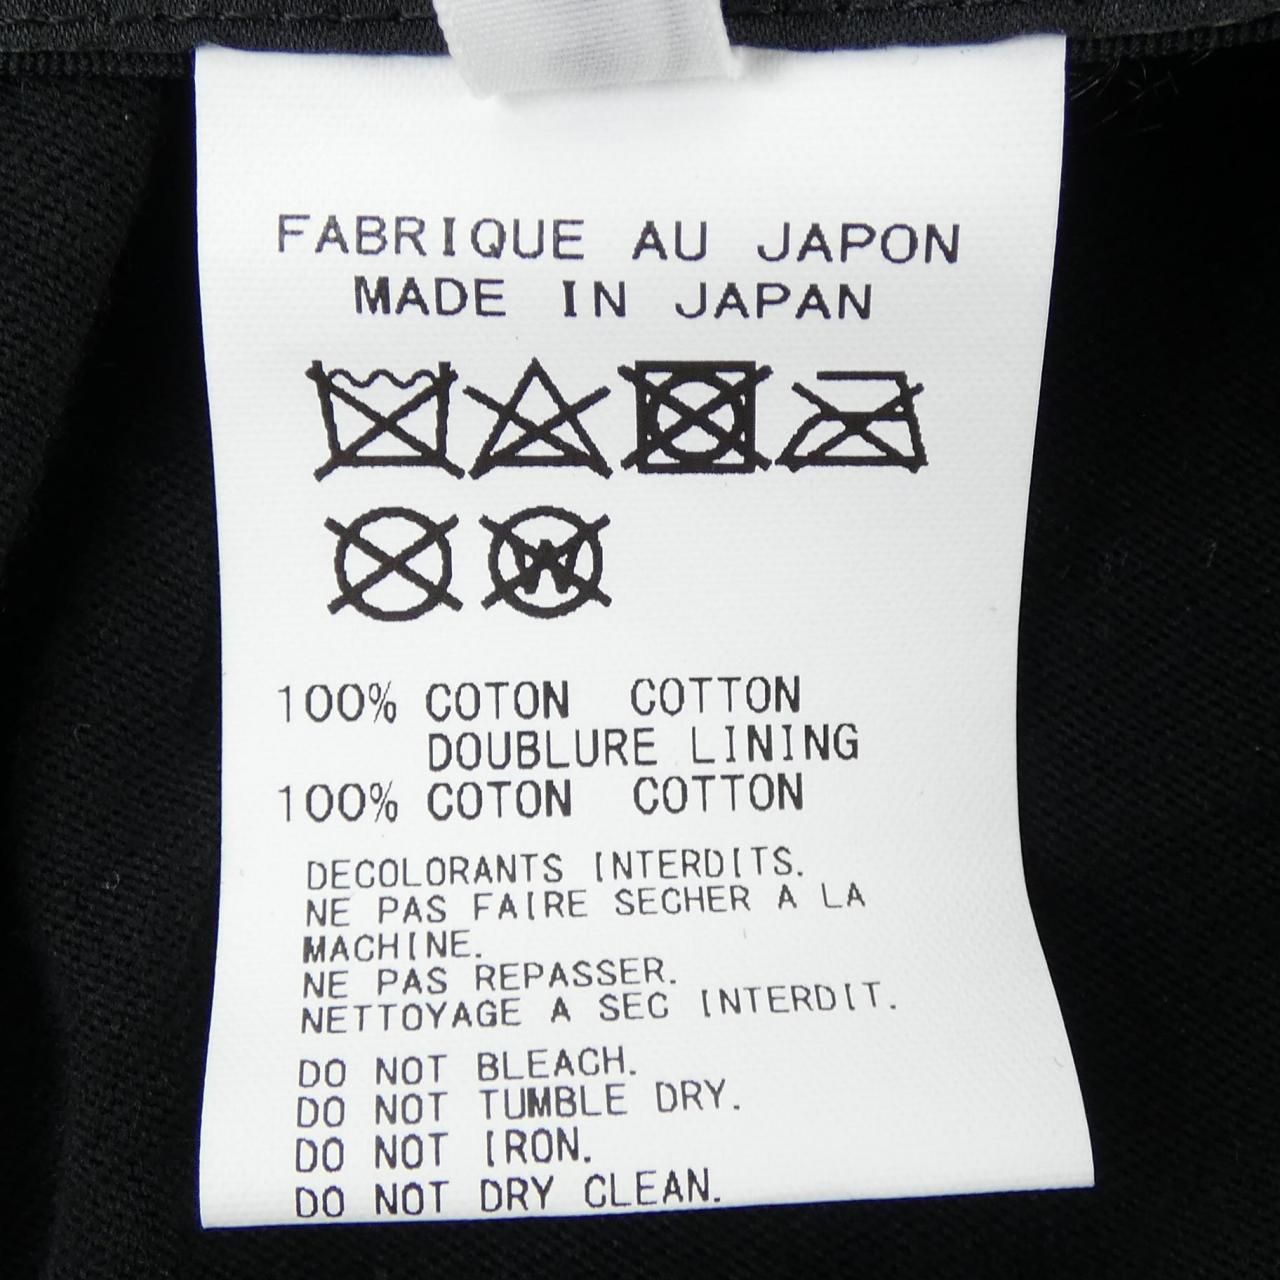 FABRIQUE AU JAPON
MADE IN JAPAN
W
100% COTON COTTON
DOUBLURE LINING
100% COTON COTTON
DECOLORANTS INTERDITS.
NE PAS FAIRE SECHER A LA
MACHINE.
NE PAS REPASSER.
NETTOYAGE A SEC INTERDIT.
DO NOT BLEACH.
DO NOT TUMBLE DRY.
DO NOT IRON.
DO NOT DRY CLEAN.